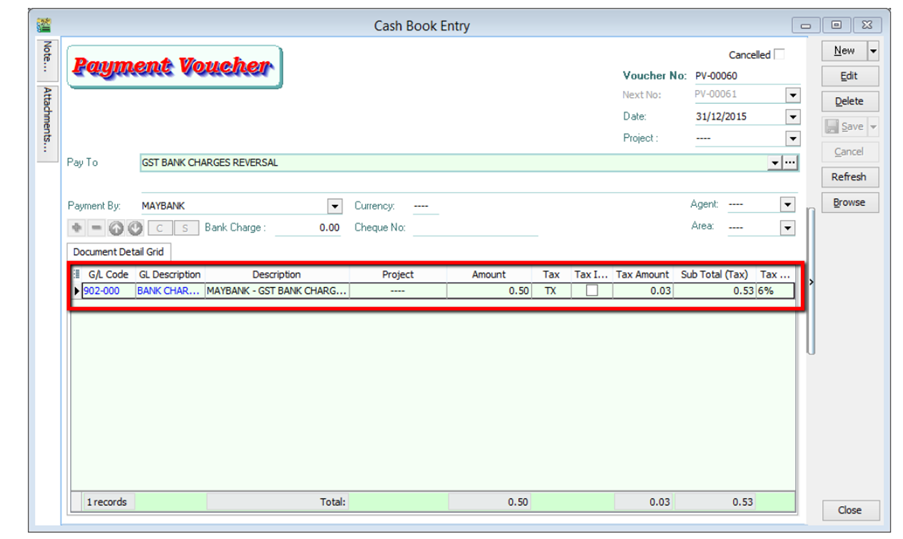 Cash Book Entry
Note...
Attachments...
Payment Voucher
Cancelled
Voucher No: PV-00060
Next No: PV-00061
Date: 31/12/2015
Project : ----
Pay To GST BANK CHARGES REVERSAL
Payment By: MAYBANK Currency: ---- Agent: ----
C S Bank Charge : 0.00 Cheque No: Area: ----
Document Detail Grid
G/L Code GL Description Description Project Amount Tax Tax I... Tax Amount Sub Total (Tax) Tax ...
902-000 BANK CHAR... MAYBANK - GST BANK CHARG... ---- 0.50 TX 0.03 0.53 6%
1 records Total: 0.50 0.03 0.53
New
Edit
Delete
Save
Cancel
Refresh
Browse
Close